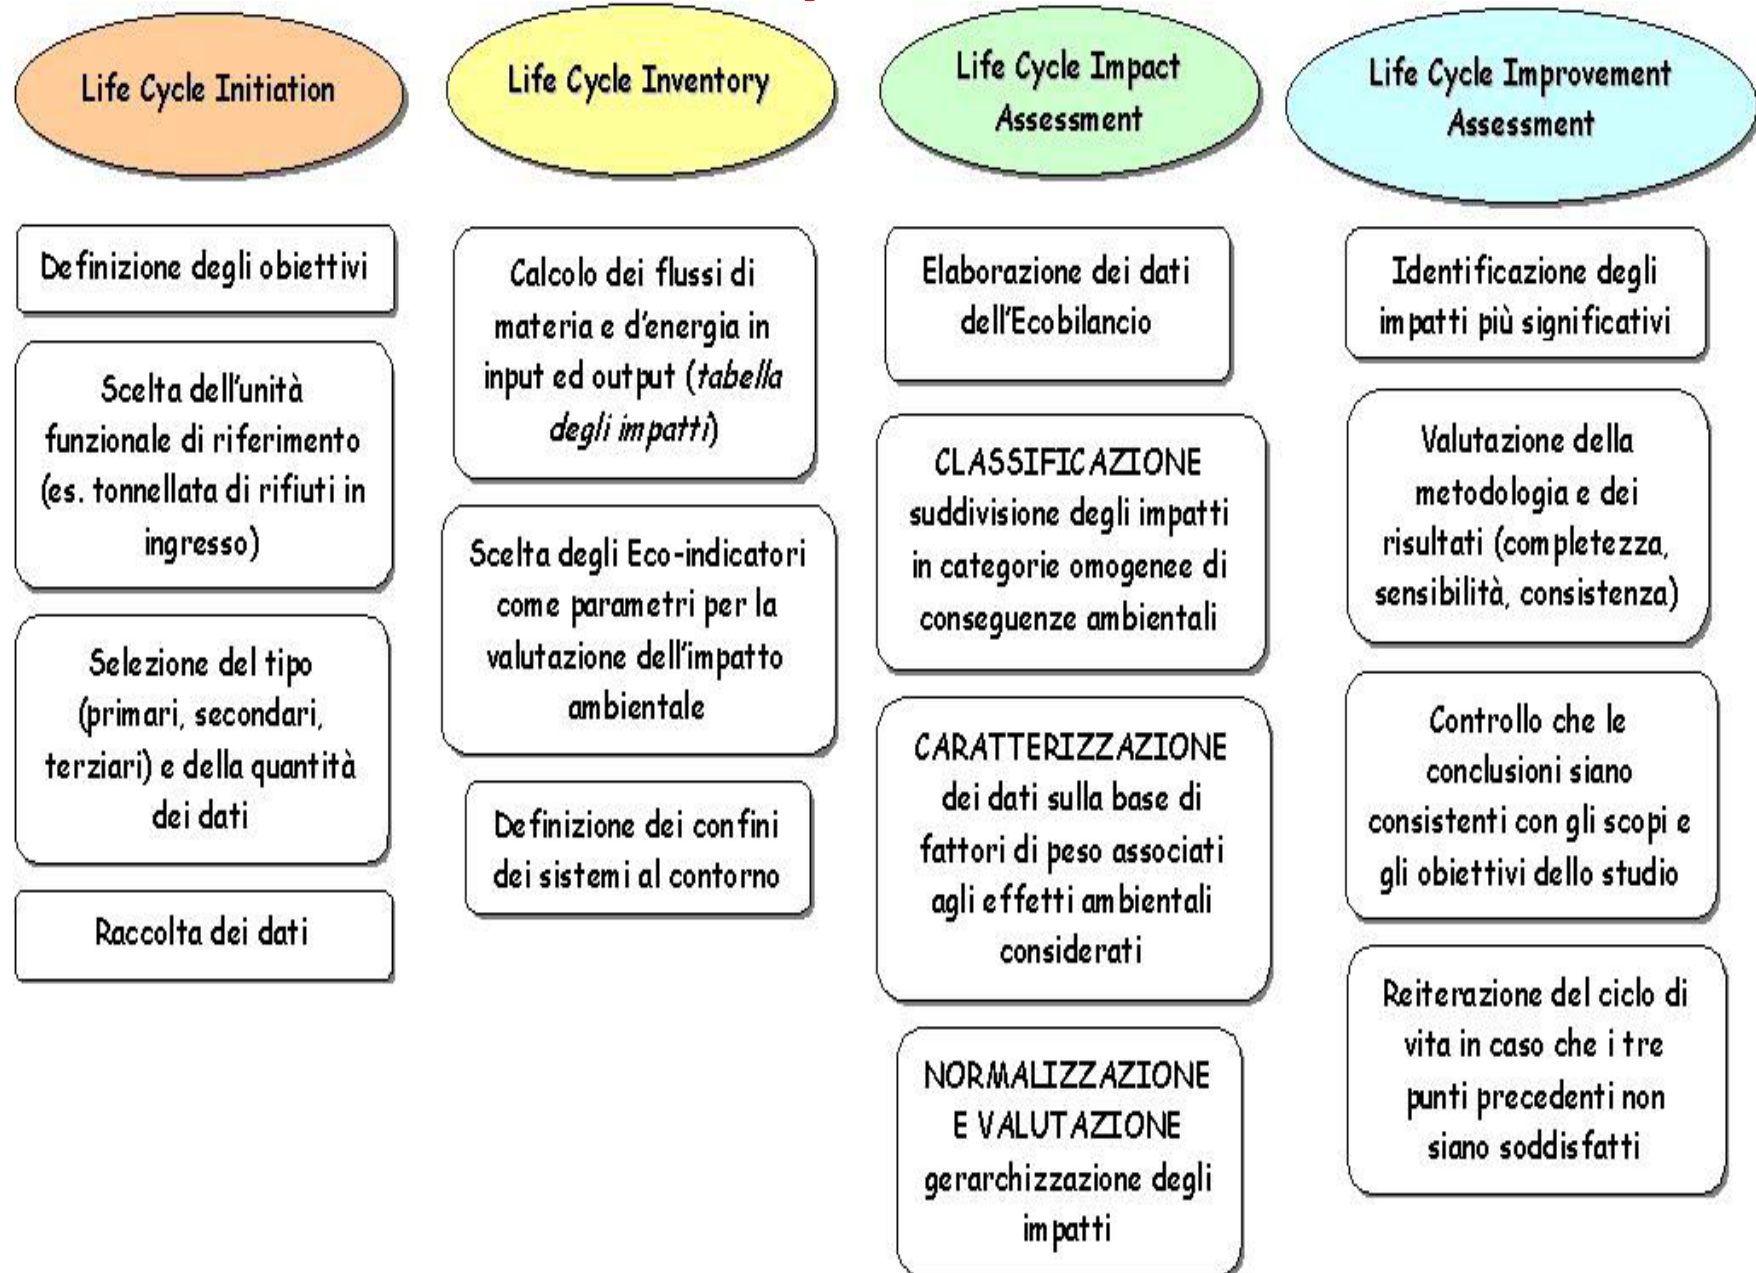 Life Cycle Initiation
Definizione degli obiettivi
Scelta dell'unità
funzionale di riferimento
(es. tonnellata di rifiuti in
ingresso)
Selezione del tipo
(primari, secondari,
terziari) e della quantità
dei dati
Raccolta dei dati
Life Cycle Inventory
Calcolo dei flussi di
materia e d'energia in
input ed output (tabella
degli impatti)
Scelta degli Eco-indicatori
come parametri per la
valutazione dell'impatto
ambientale
Definizione dei confini
dei sistemi al contorno
Life Cycle Impact
Assessment
Elaborazione dei dati
dell'Ecobilancio
CLASSIFICAZIONE
suddivisione degli impatti
in categorie omogenee di
conseguenze ambientali
CARATTERIZZAZIONE
dei dati sulla base di
fattori di peso associati
agli effetti ambientali
considerati
NORMALIZZAZIONE
E VALUTAZIONE
gerarchizzazione degli
impatti
Life Cycle Improvement
Assessment
Identificazione degli
impatti più significativi
Valutazione della
metodologia e dei
risultati (completezza,
sensibilità, consistenza)
Controllo che le
conclusioni siano
consistenti con gli scopi e
gli obiettivi dello studio
Reiterazione del ciclo di
vita in caso che i tre
punti precedenti non
siano soddisfatti